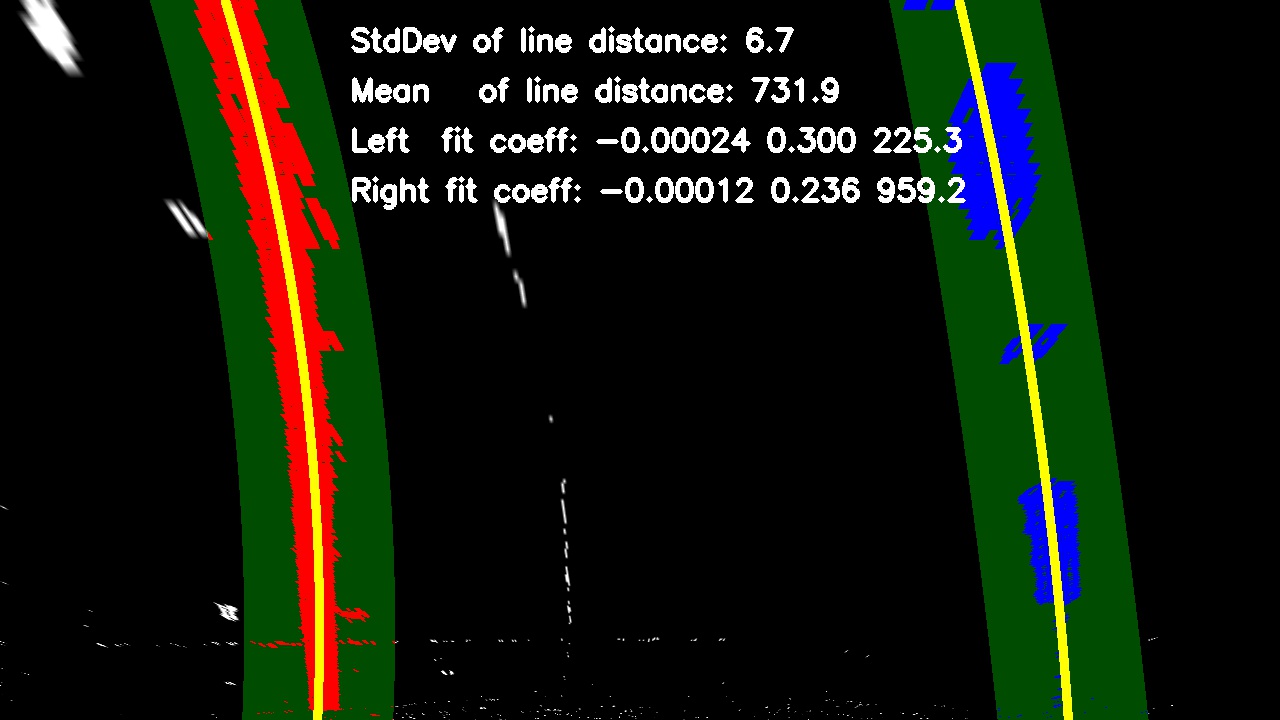 StdDev of line distance: 6.7
Mean of line distance: 731.9
Left fit coeff: -0.00024 0.300 225.3
Right fit coeff: -0.00012 0.236 959.2